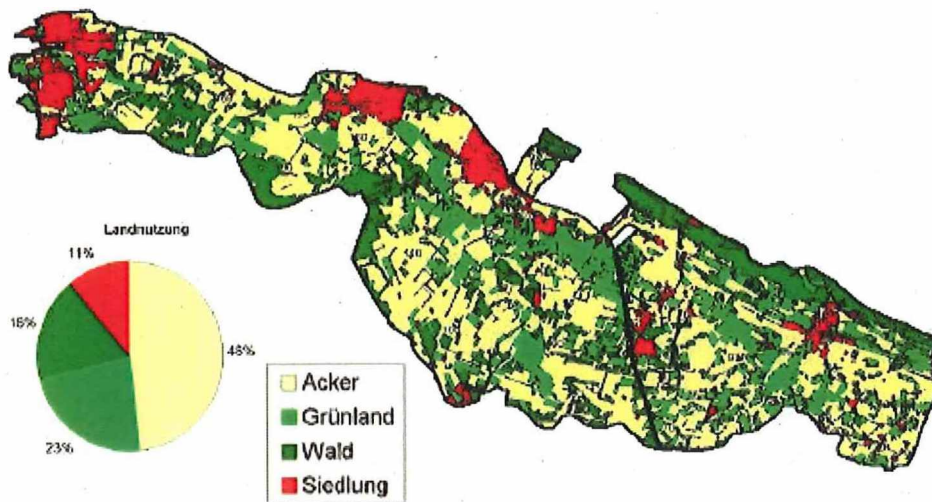 Landnutzung
11%
18%
48%
23%
Acker
Grünland
Wald
Siedlung